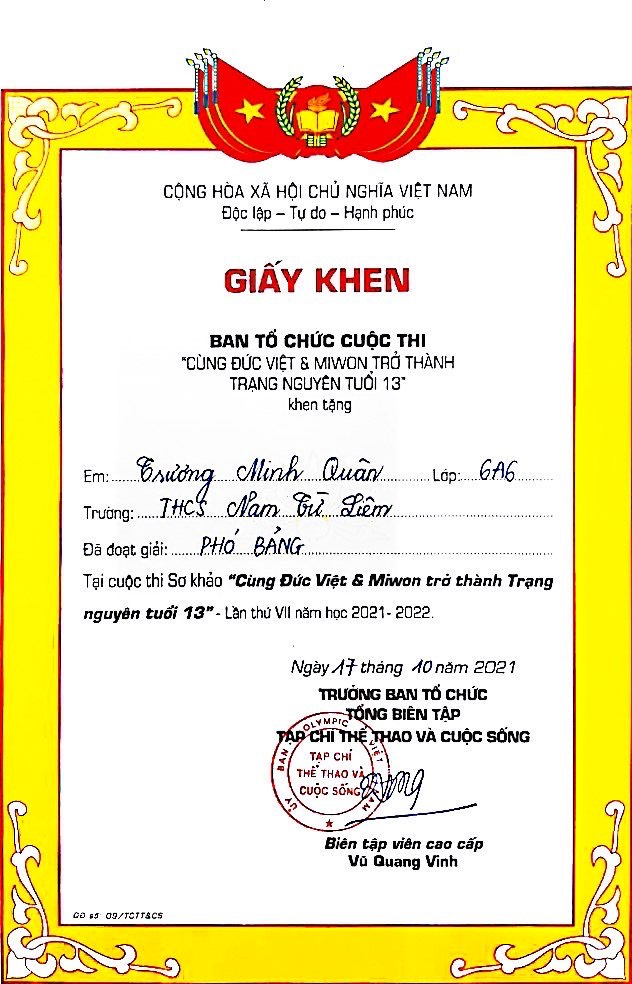 CỘNG HÒA XÃ HỘI CHỦ NGHĨA VIỆT NAM
Độc lập – Tự do – Hạnh phúc
GIẤY KHEN
BAN TỔ CHỨC CUỘC THI
"CÙNG ĐỨC VIỆT & MIWON TRỞ THÀNH
TRẠNG NGUYÊN TUỔI 13"
khen tặng
Em: Trương Minh Quân Lớp: 6A6
Trường: THCS Nam Từ Liêm
Đã đoạt giải: PHÓ BẢNG
Tại cuộc thi Sơ khảo "Cùng Đức Việt & Miwon trở thành Trạng
nguyên tuổi 13" - Lần thứ VII năm học 2021- 2022.
Ngày 17 tháng 10 năm 2021
TRƯỞNG BAN TỔ CHỨC
TỔNG BIÊN TẬP
TẠP CHÍ THỂ THAO VÀ CUỘC SỐNG
ỦY BAN OLYMPIC VIỆT NAM
TẠP CHÍ
THỂ THAO VÀ
CUỘC SỐNG
Biên tập viên cao cấp
Vũ Quang Vinh
QĐ số: 09/TCTT&CS